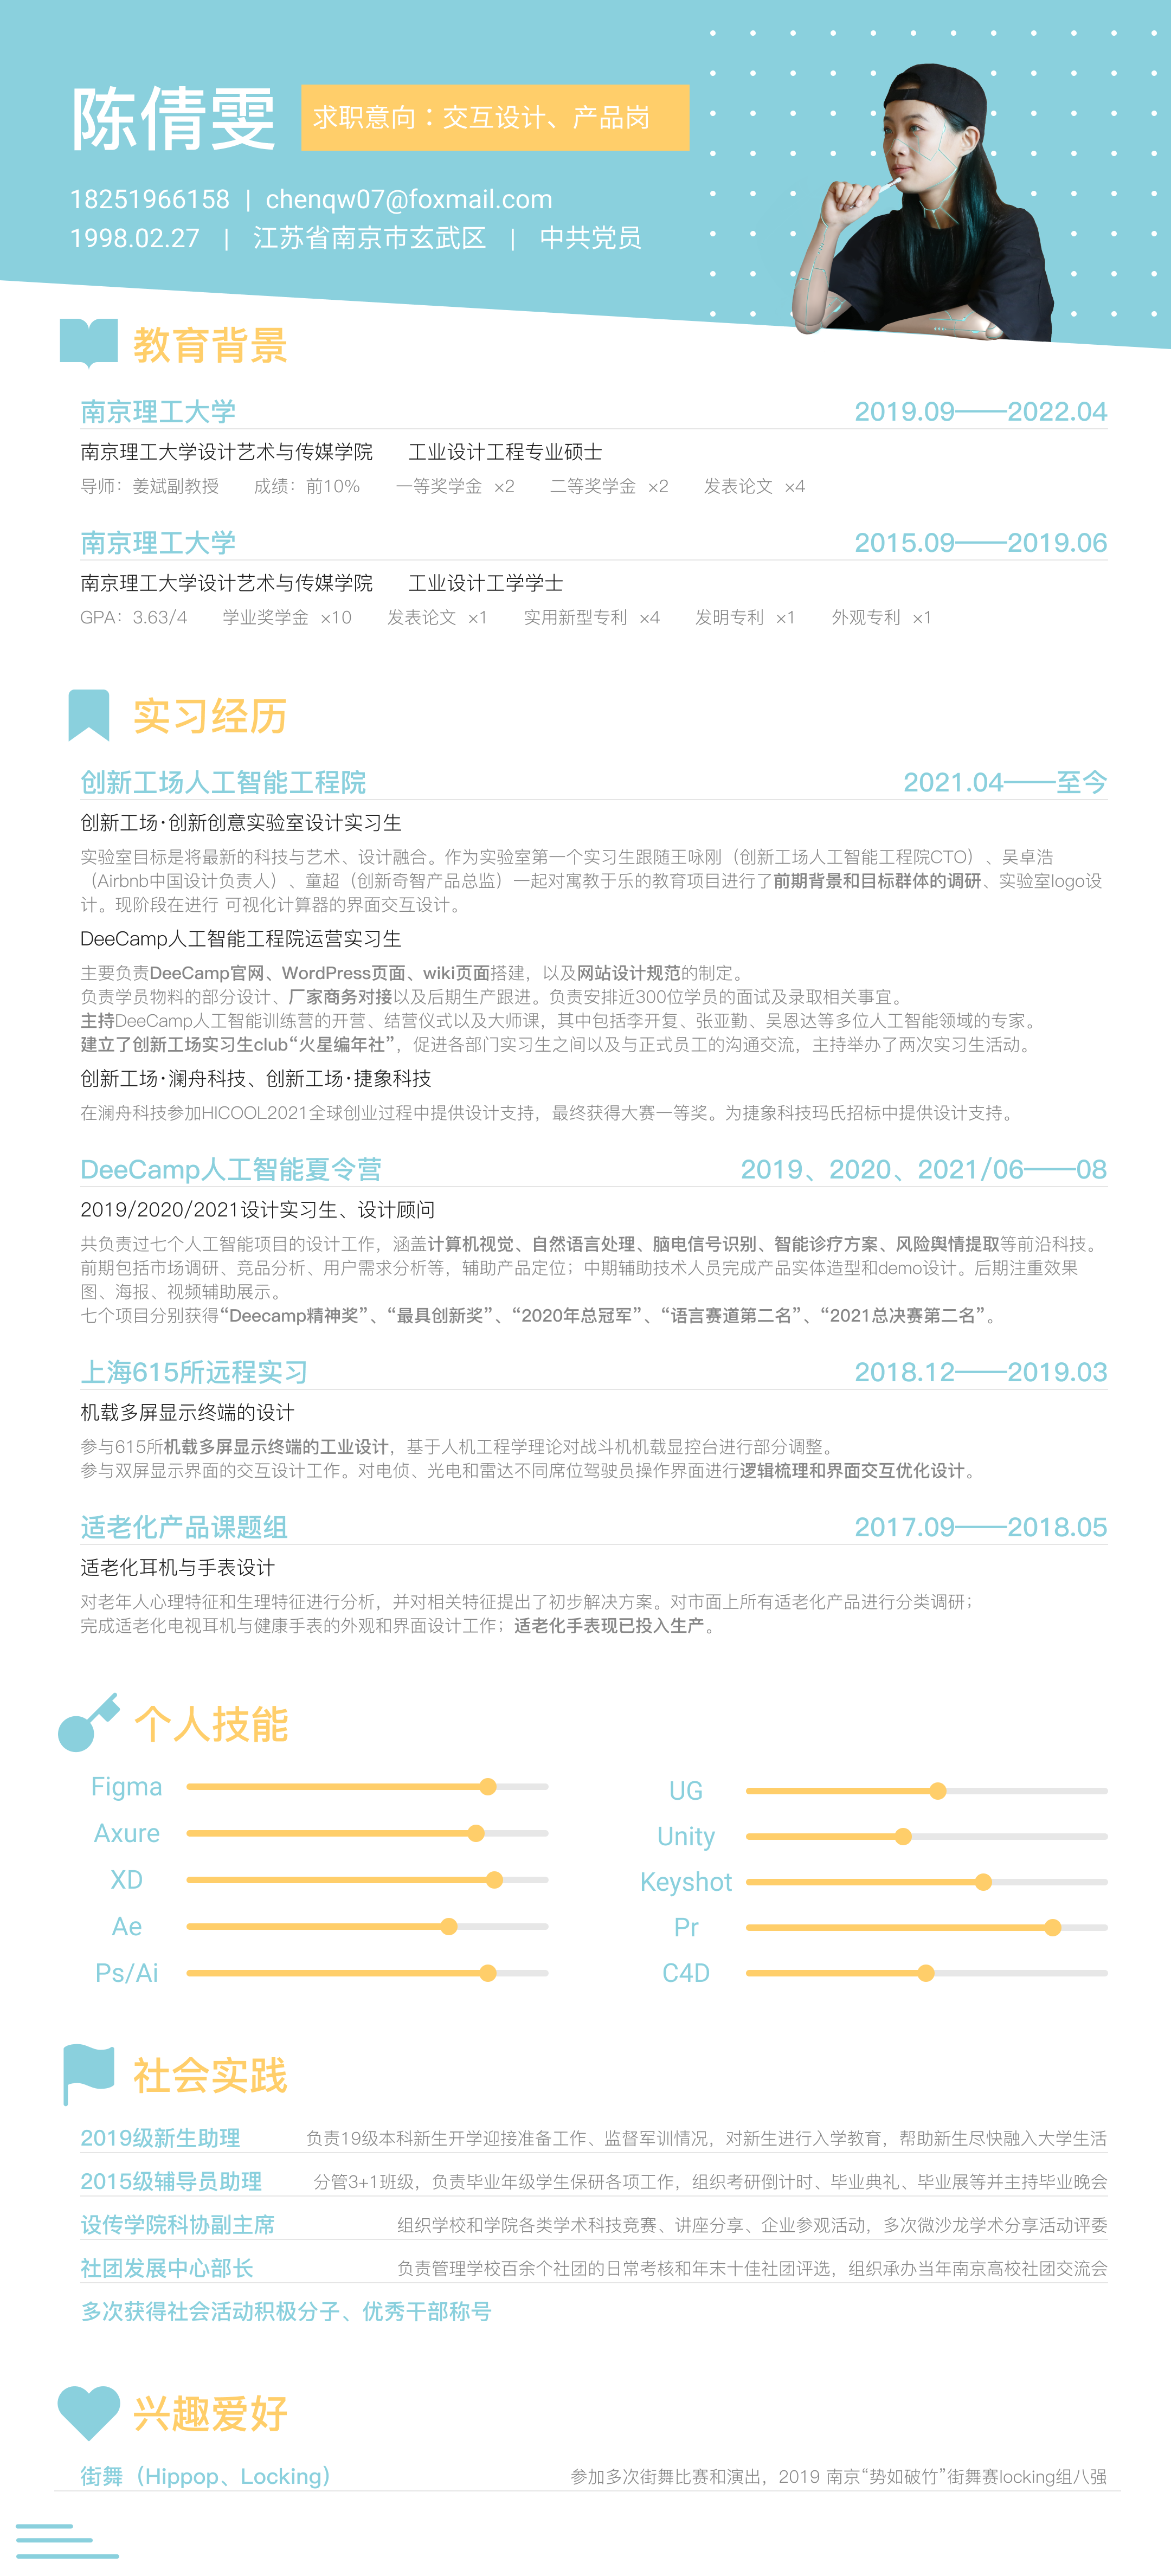 陈倩雯
求职意向：交互设计、产品岗
18251966158 | chenqw07@foxmail.com
1998.02.27 | 江苏省南京市玄武区 | 中共党员
教育背景
南京理工大学 2019.09——2022.04
南京理工大学设计艺术与传媒学院 工业设计工程专业硕士
导师：姜斌副教授 成绩：前10% 一等奖学金 ×2 二等奖学金 ×2 发表论文 ×4
南京理工大学 2015.09——2019.06
南京理工大学设计艺术与传媒学院 工业设计工学学士
GPA：3.63/4 学业奖学金 ×10 发表论文 ×1 实用新型专利 ×4 发明专利 ×1 外观专利 ×1
实习经历
创新工场人工智能工程院 2021.04——至今
创新工场·创新创意实验室设计实习生
实验室目标是将最新的科技与艺术、设计融合。作为实验室第一个实习生跟随王咏刚（创新工场人工智能工程院CTO）、吴卓浩
（Airbnb中国设计负责人）、童超（创新奇智产品总监）一起对寓教于乐的教育项目进行了前期背景和目标群体的调研、实验室logo设
计。现阶段在进行 可视化计算器的界面交互设计。
DeeCamp人工智能工程院运营实习生
主要负责DeeCamp官网、WordPress页面、wiki页面搭建，以及网站设计规范的制定。
负责学员物料的部分设计、厂家商务对接以及后期生产跟进。负责安排近300位学员的面试及录取相关事宜。
主持DeeCamp人工智能训练营的开营、结营仪式以及大师课，其中包括李开复、张亚勤、吴恩达等多位人工智能领域的专家。
建立了创新工场实习生club“火星编年社”，促进各部门实习生之间以及与正式员工的沟通交流，主持举办了两次实习生活动。
创新工场·澜舟科技、创新工场·捷象科技
在澜舟科技参加HICOOL2021全球创业过程中提供设计支持，最终获得大赛一等奖。为捷象科技玛氏招标中提供设计支持。
DeeCamp人工智能夏令营 2019、2020、2021/06——08
2019/2020/2021设计实习生、设计顾问
共负责过七个人工智能项目的设计工作，涵盖计算机视觉、自然语言处理、脑电信号识别、智能诊疗方案、风险舆情提取等前沿科技。
前期包括市场调研、竞品分析、用户需求分析等，辅助产品定位；中期辅助技术人员完成产品实体造型和demo设计。后期注重效果
图、海报、视频辅助展示。
七个项目分别获得“Deecamp精神奖”、“最具创新奖”、“2020年总冠军”、“语言赛道第二名”、“2021总决赛第二名”。
上海615所远程实习 2018.12——2019.03
机载多屏显示终端的设计
参与615所机载多屏显示终端的工业设计，基于人机工程学理论对战斗机机载显控台进行部分调整。
参与双屏显示界面的交互设计工作。对电侦、光电和雷达不同席位驾驶员操作界面进行逻辑梳理和界面交互优化设计。
适老化产品课题组 2017.09——2018.05
适老化耳机与手表设计
对老年人心理特征和生理特征进行分析，并对相关特征提出了初步解决方案。对市面上所有适老化产品进行分类调研；
完成适老化电视耳机与健康手表的外观和界面设计工作；适老化手表现已投入生产。
个人技能
Figma
Axure
XD
Ae
Ps/Ai
UG
Unity
Keyshot
Pr
C4D
社会实践
2019级新生助理 负责19级本科新生开学迎接准备工作、监督军训情况，对新生进行入学教育，帮助新生尽快融入大学生活
2015级辅导员助理 分管3+1班级，负责毕业年级学生保研各项工作，组织考研倒计时、毕业典礼、毕业展等并主持毕业晚会
设传学院科协副主席 组织学校和学院各类学术科技竞赛、讲座分享、企业参观活动，多次微沙龙学术分享活动评委
社团发展中心部长 负责管理学校百余个社团的日常考核和年末十佳社团评选，组织承办当年南京高校社团交流会
多次获得社会活动积极分子、优秀干部称号
兴趣爱好
街舞（Hippop、Locking） 参加多次街舞比赛和演出，2019 南京“势如破竹”街舞赛locking组八强